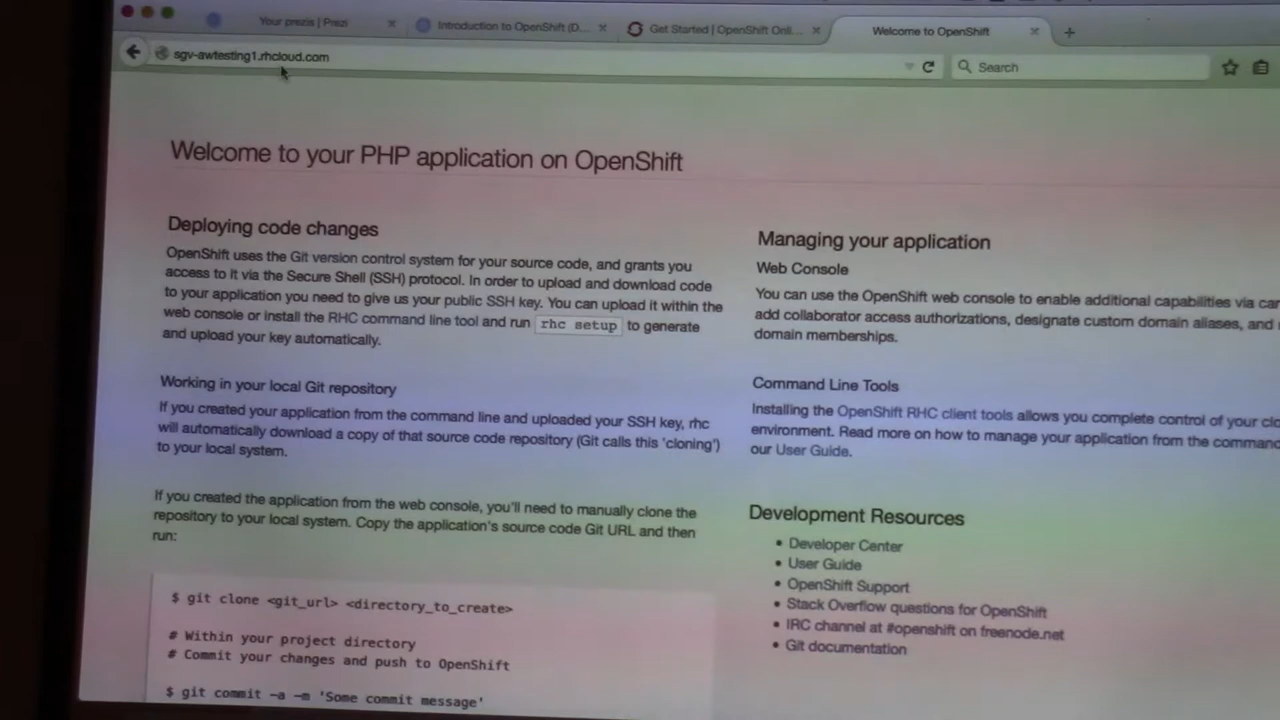 Your prezis | Prezi
Introduction to OpenShift (D...
Get Started | OpenShift Onli...
Welcome to OpenShift
sgv-awtesting1.rhcloud.com
Search
Welcome to your PHP application on OpenShift
Deploying code changes
OpenShift uses the Git version control system for your source code, and grants you
access to it via the Secure Shell (SSH) protocol. In order to upload and download code
to your application you need to give us your public SSH key. You can upload it within the
web console or install the RHC command line tool and run rhc setup to generate
and upload your key automatically.
Working in your local Git repository
If you created your application from the command line and uploaded your SSH key, rhc
will automatically download a copy of that source code repository (Git calls this 'cloning')
to your local system.
If you created the application from the web console, you'll need to manually clone the
repository to your local system. Copy the application's source code Git URL and then
run:
$ git clone <git_url> <directory_to_create>
# Within your project directory
# Commit your changes and push to OpenShift
$ git commit -a -m 'Some commit message'
Managing your application
Web Console
You can use the OpenShift web console to enable additional capabilities via
add collaborator access authorizations, designate custom domain aliases, and
domain memberships.
Command Line Tools
Installing the OpenShift RHC client tools allows you complete control of your
environment. Read more on how to manage your application from the
our User Guide.
Development Resources
• Developer Center
• User Guide
• OpenShift Support
• Stack Overflow questions for OpenShift
• IRC channel at #openshift on freenode.net
• Git documentation